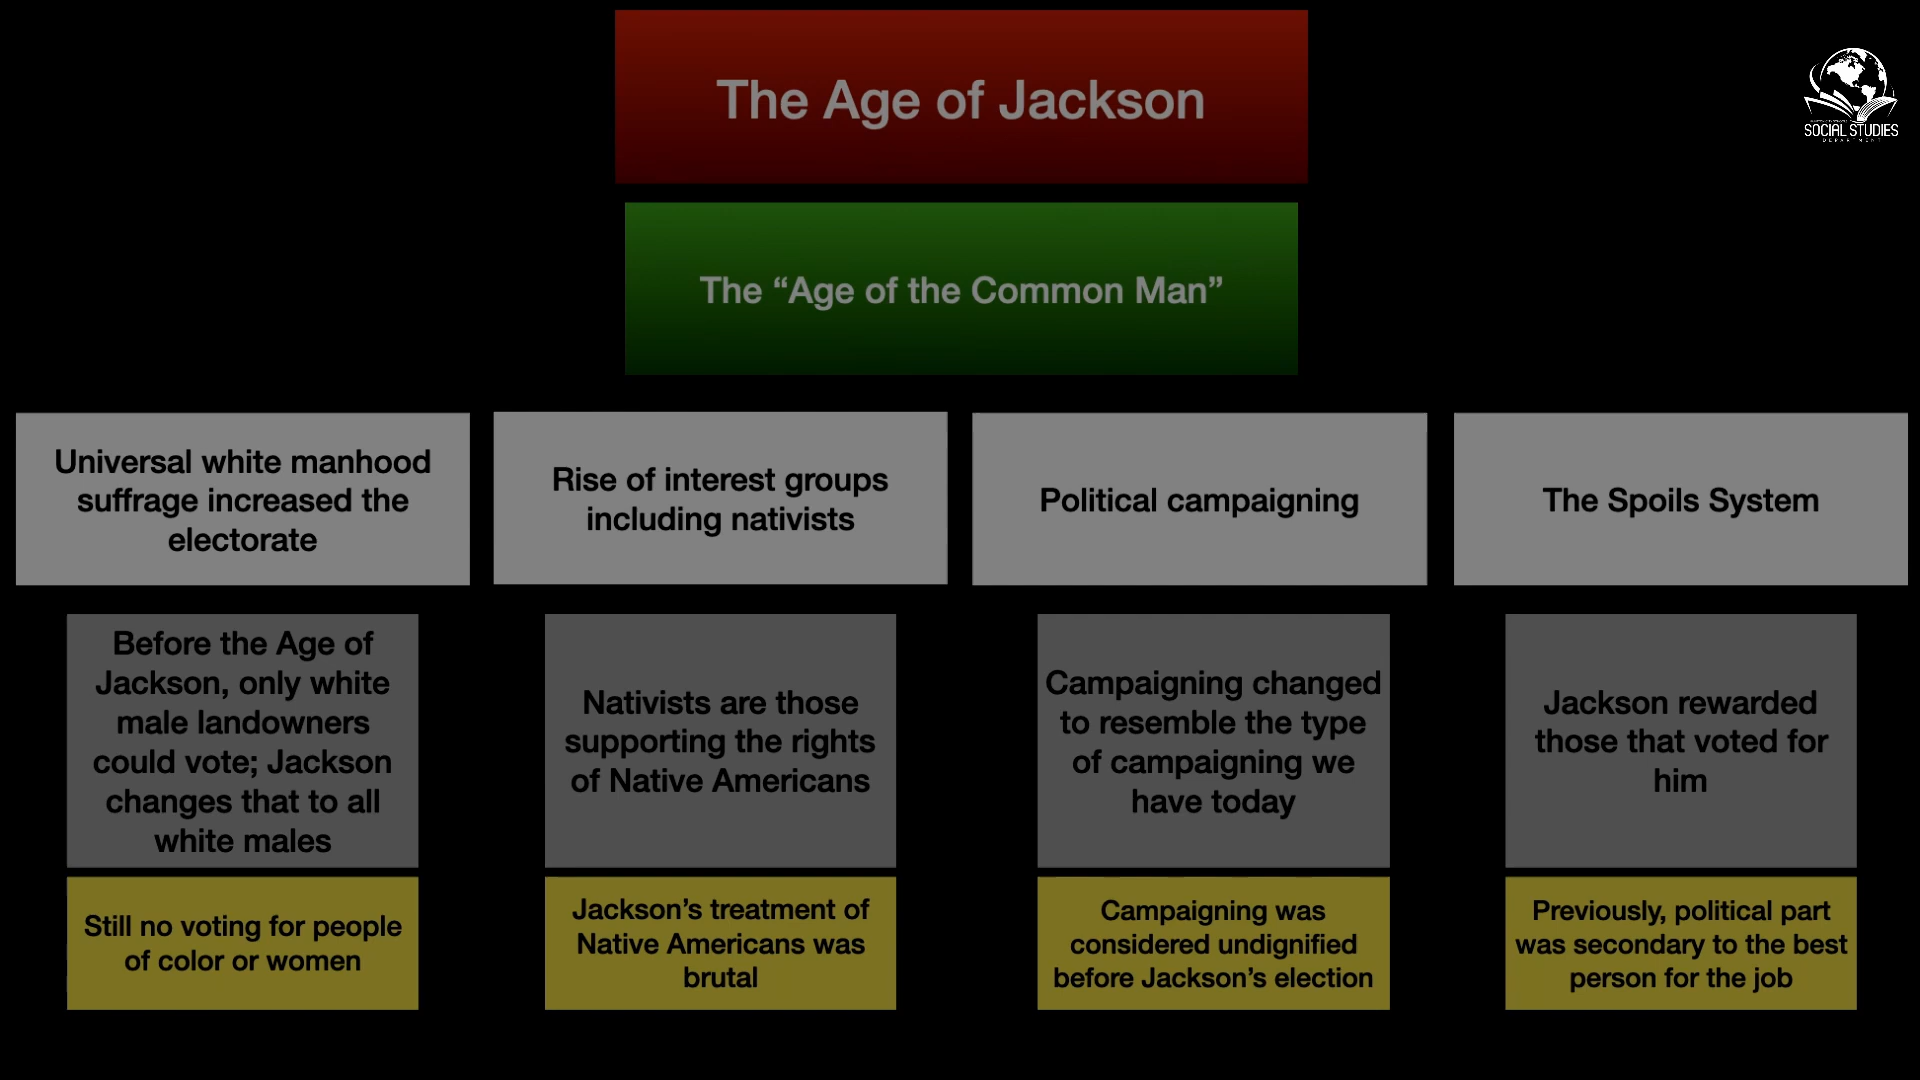 The Age of Jackson
SOCIAL STUDIES
DEPARTMENT
The “Age of the Common Man”
Universal white manhood
suffrage increased the
electorate
Rise of interest groups
including nativists
Political campaigning
The Spoils System
Before the Age of
Jackson, only white
male landowners
could vote; Jackson
changes that to all
white males
Nativists are those
supporting the rights
of Native Americans
Campaigning changed
to resemble the type
of campaigning we
have today
Jackson rewarded
those that voted for
him
Still no voting for people
of color or women
Jackson’s treatment of
Native Americans was
brutal
Campaigning was
considered undignified
before Jackson’s election
Previously, political part
was secondary to the best
person for the job